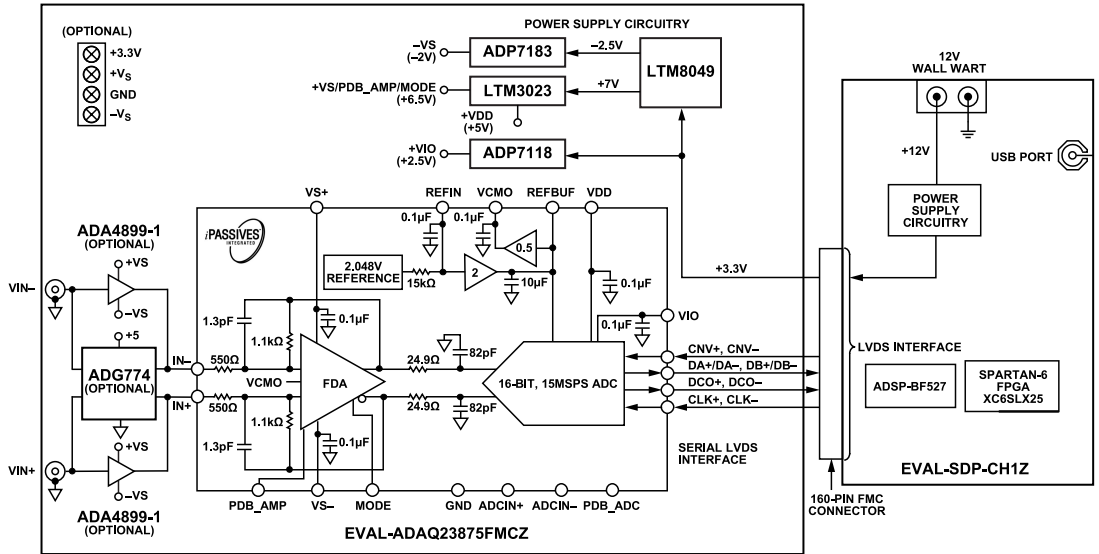 (OPTIONAL)
+3.3V
+VS
GND
–VS
POWER SUPPLY CIRCUITRY
–VS
(–2V)
ADP7183
–2.5V
LTM8049
+VS/PDB_AMP/MODE
(+6.5V)
LTM3023
+7V
+VDD
(+5V)
+VIO
(+2.5V)
ADP7118
12V
WALL WART
+12V
USB PORT
POWER
SUPPLY
CIRCUITRY
+3.3V
VS+
REFIN
VCMO
REFBUF
VDD
iPASSIVES
INTEGRATED
0.1µF
0.1µF
0.5
2.048V
REFERENCE
15kΩ
2
10µF
0.1µF
ADA4899-1
(OPTIONAL)
+VS
VIN–
–VS
+5
ADG774
(OPTIONAL)
IN–
IN+
+VS
VIN+
–VS
ADA4899-1
(OPTIONAL)
1.3pF
0.1µF
1.1kΩ
550Ω
VCMO
FDA
550Ω
1.1kΩ
1.3pF
0.1µF
24.9Ω
82pF
24.9Ω
82pF
16-BIT, 15MSPS ADC
0.1µF
VIO
CNV+, CNV–
DA+/DA–, DB+/DB–
DCO+, DCO–
CLK+, CLK–
SERIAL LVDS
INTERFACE
LVDS INTERFACE
ADSP-BF527
SPARTAN-6
FPGA
XC6SLX25
EVAL-SDP-CH1Z
160-PIN FMC
CONNECTOR
PDB_AMP
VS–
MODE
GND
ADCIN+
ADCIN–
PDB_ADC
EVAL-ADAQ23875FMCZ